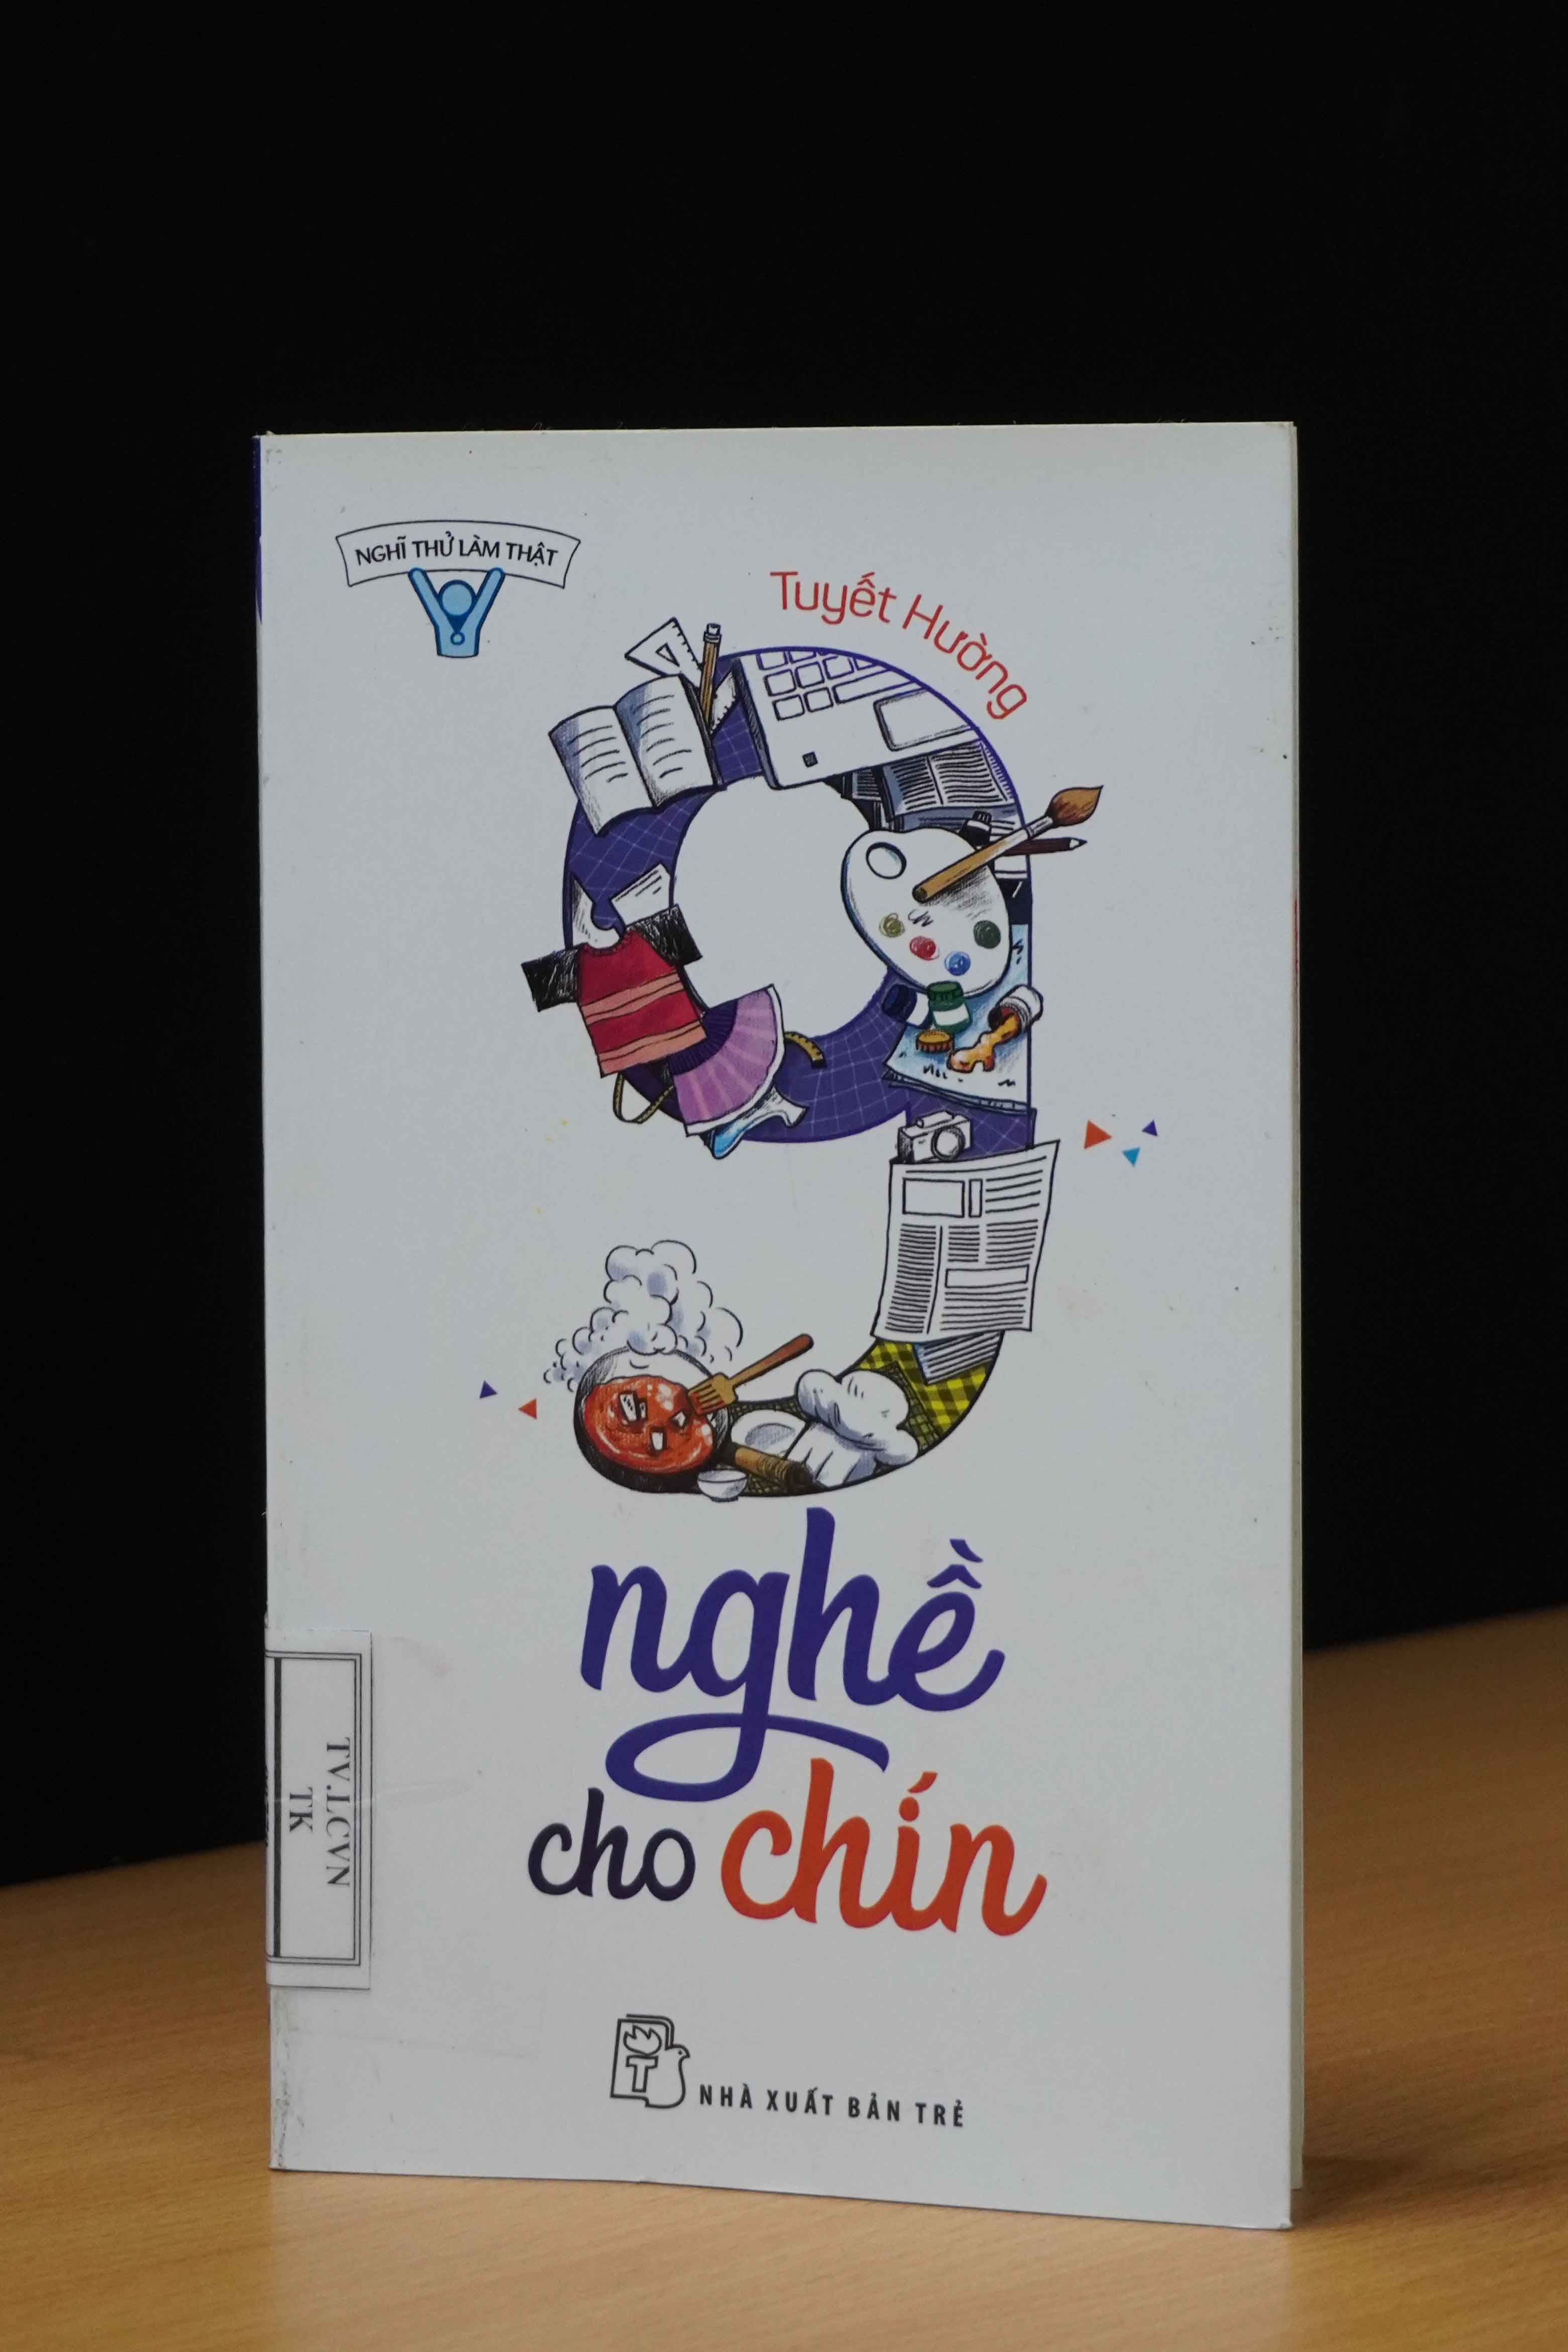 NGHĨ THỬ LÀM THẬT
Tuyết Hường
9
nghề
cho chín
TV.LCVN
TK
NHÀ XUẤT BẢN TRẺ